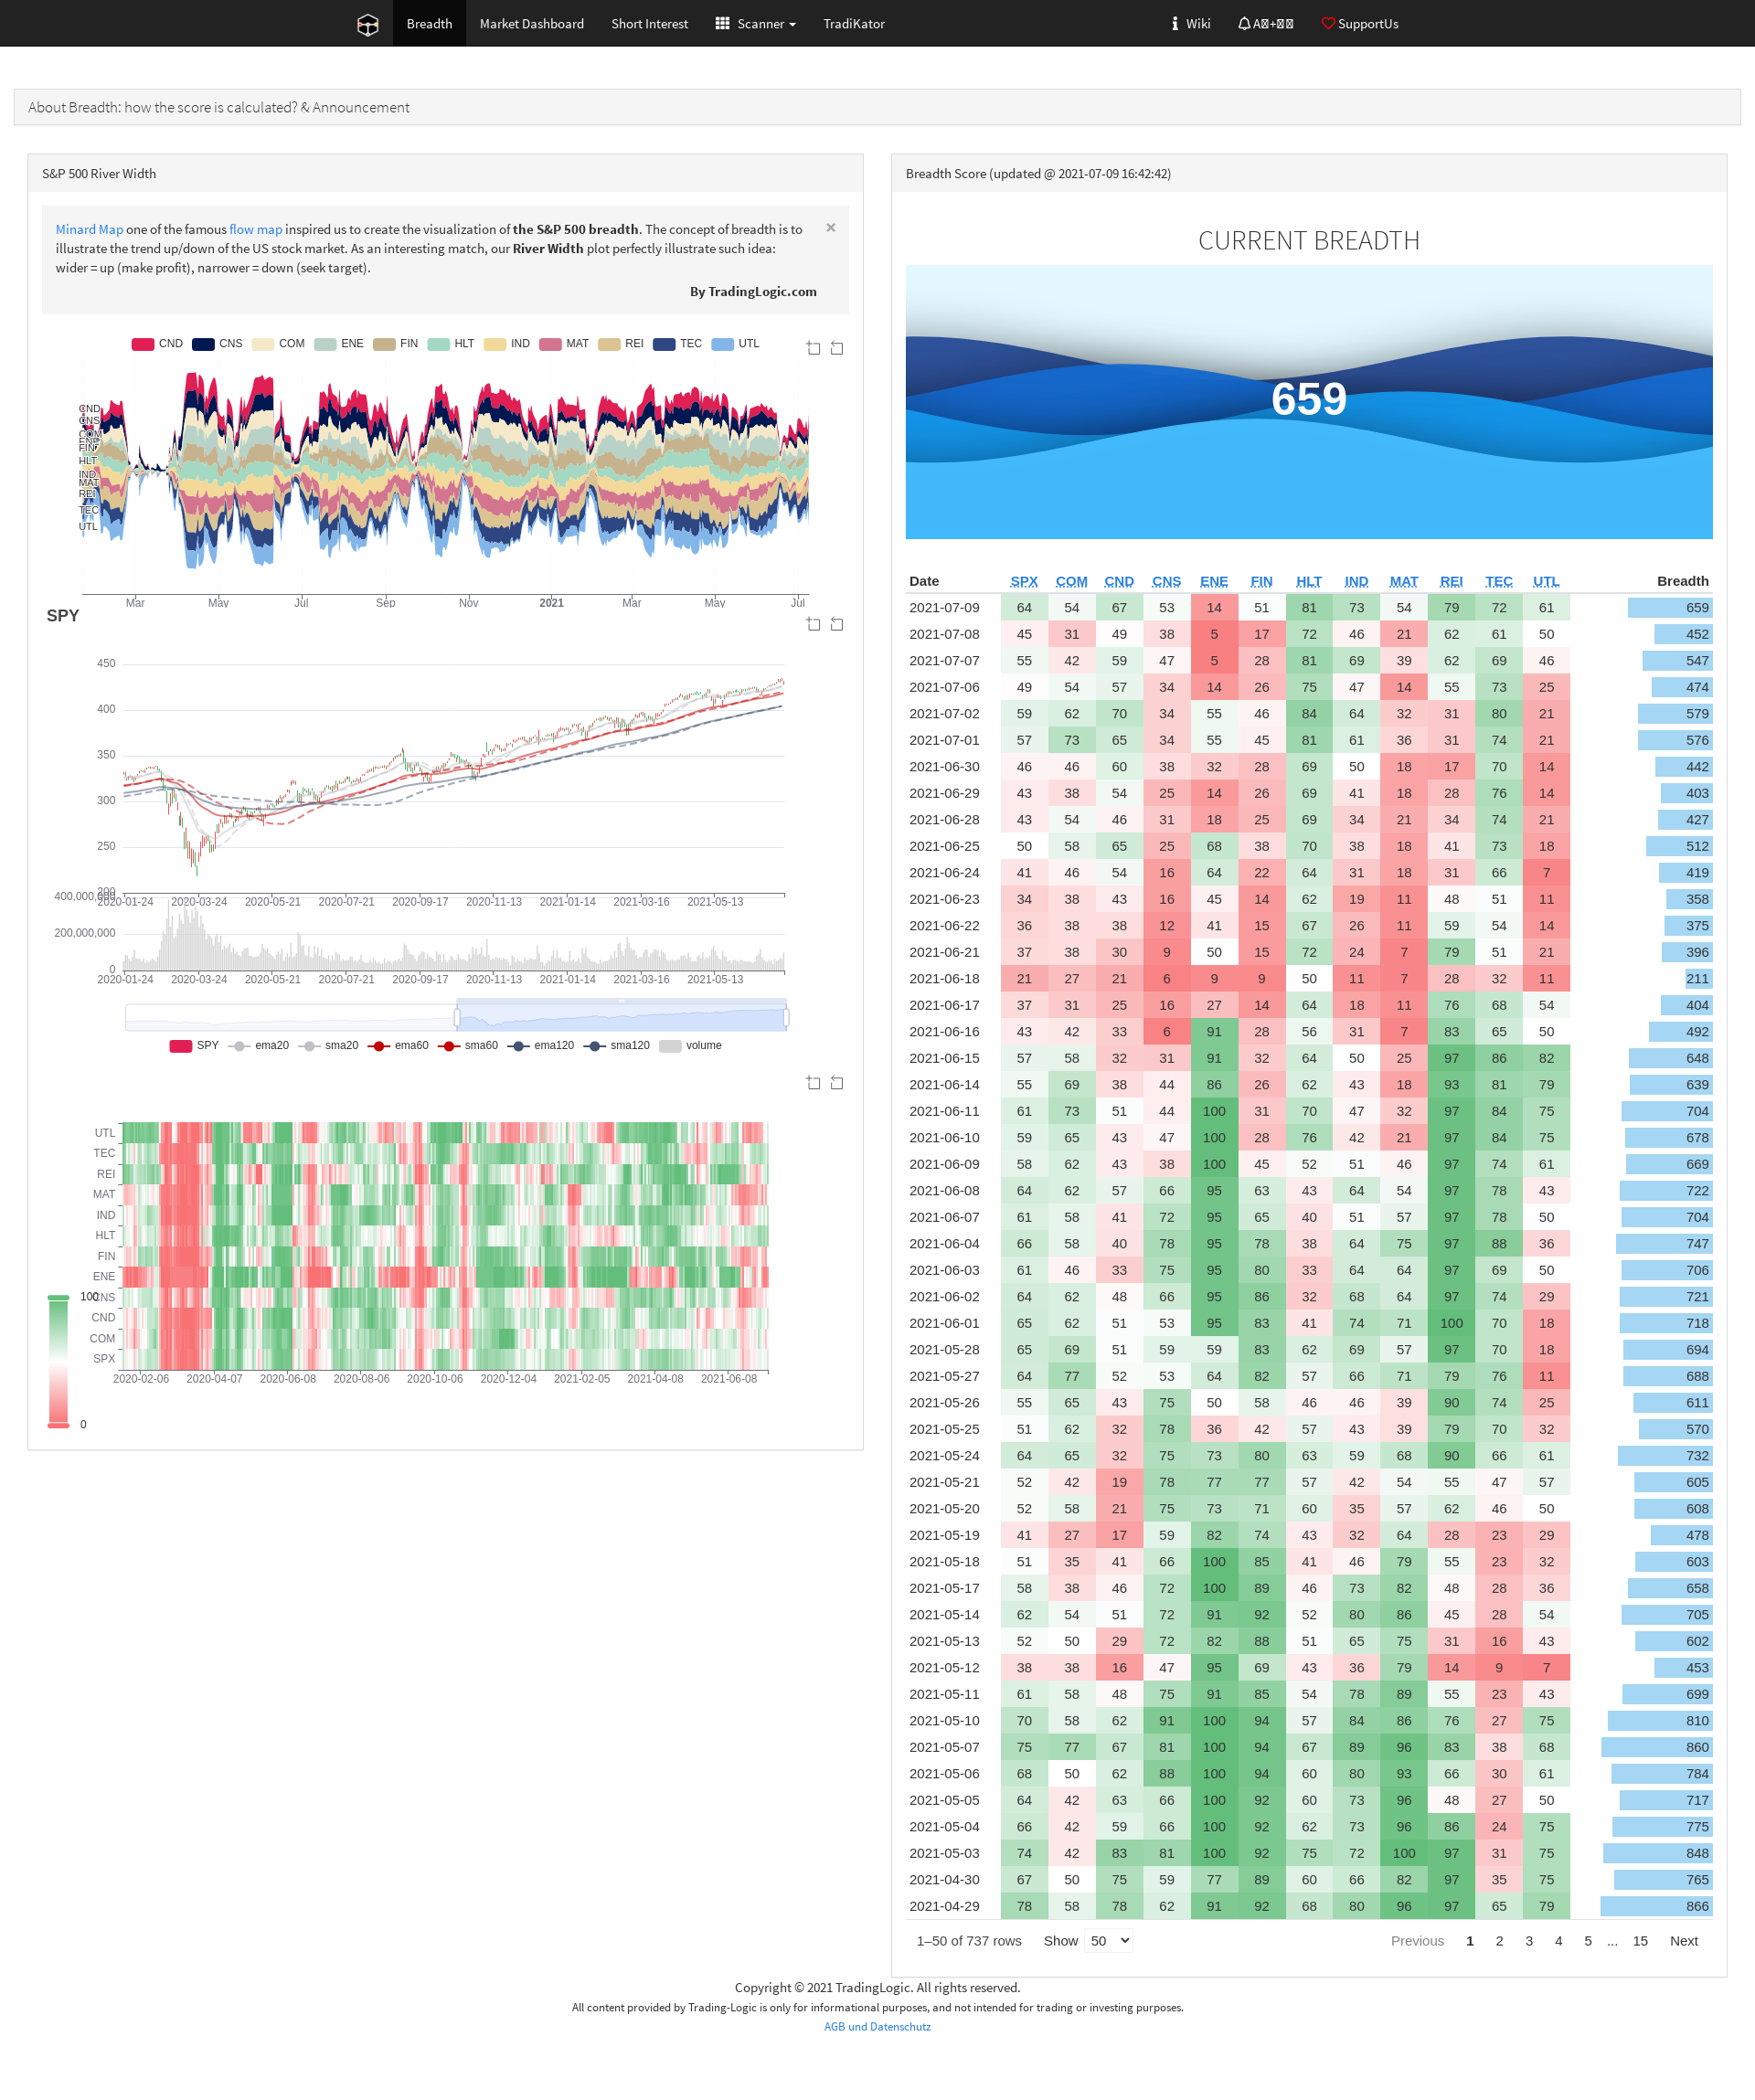 Breadth Market Dashboard Short Interest Scanner TradiKator Wiki SupportUs
About Breadth: how the score is calculated? & Announcement
S&P 500 River Width
Minard Map one of the famous flow map inspired us to create the visualization of the S&P 500 breadth. The concept of breadth is to
illustrate the trend up/down of the US stock market. As an interesting match, our River Width plot perfectly illustrate such idea:
wider = up (make profit), narrower = down (seek target).
×
By TradingLogic.com
CND CNS COM ENE FIN HLT IND MAT REI TEC UTL
CND
CNS
COM
ENE
FIN
HLT
IND
MAT
REI
TEC
UTL
Mar May Jul Sep Nov 2021 Mar May Jul
SPY
450
400
350
300
250
200
2020-01-24 2020-03-24 2020-05-21 2020-07-21 2020-09-17 2020-11-13 2021-01-14 2021-03-16 2021-05-13
400,000,000
200,000,000
0
2020-01-24 2020-03-24 2020-05-21 2020-07-21 2020-09-17 2020-11-13 2021-01-14 2021-03-16 2021-05-13
SPY ema20 sma20 ema60 sma60 ema120 sma120 volume
UTL
TEC
REI
MAT
IND
HLT
FIN
ENE
CNS
CND
COM
SPX
2020-02-06 2020-04-07 2020-06-08 2020-08-06 2020-10-06 2020-12-04 2021-02-05 2021-04-08 2021-06-08
100
0
Breadth Score (updated @ 2021-07-09 16:42:42)
CURRENT BREADTH
659
Date SPX COM CND CNS ENE FIN HLT IND MAT REI TEC UTL Breadth
2021-07-09 64 54 67 53 14 51 81 73 54 79 72 61 659
2021-07-08 45 31 49 38 5 17 72 46 21 62 61 50 452
2021-07-07 55 42 59 47 5 28 81 69 39 62 69 46 547
2021-07-06 49 54 57 34 14 26 75 47 14 55 73 25 474
2021-07-02 59 62 70 34 55 46 84 64 32 31 80 21 579
2021-07-01 57 73 65 34 55 45 81 61 36 31 74 21 576
2021-06-30 46 46 60 38 32 28 69 50 18 17 70 14 442
2021-06-29 43 38 54 25 14 26 69 41 18 28 76 14 403
2021-06-28 43 54 46 31 18 25 69 34 21 34 74 21 427
2021-06-25 50 58 65 25 68 38 70 38 18 41 73 18 512
2021-06-24 41 46 54 16 64 22 64 31 18 31 66 7 419
2021-06-23 34 38 43 16 45 14 62 19 11 48 51 11 358
2021-06-22 36 38 38 12 41 15 67 26 11 59 54 14 375
2021-06-21 37 38 30 9 50 15 72 24 7 79 51 21 396
2021-06-18 21 27 21 6 9 9 50 11 7 28 32 11 211
2021-06-17 37 31 25 16 27 14 64 18 11 76 68 54 404
2021-06-16 43 42 33 6 91 28 56 31 7 83 65 50 492
2021-06-15 57 58 32 31 91 32 64 50 25 97 86 82 648
2021-06-14 55 69 38 44 86 26 62 43 18 93 81 79 639
2021-06-11 61 73 51 44 100 31 70 47 32 97 84 75 704
2021-06-10 59 65 43 47 100 28 76 42 21 97 84 75 678
2021-06-09 58 62 43 38 100 45 52 51 46 97 74 61 669
2021-06-08 64 62 57 66 95 63 43 64 54 97 78 43 722
2021-06-07 61 58 41 72 95 65 40 51 57 97 78 50 704
2021-06-04 66 58 40 78 95 78 38 64 75 97 88 36 747
2021-06-03 61 46 33 75 95 80 33 64 64 97 69 50 706
2021-06-02 64 62 48 66 95 86 32 68 64 97 74 29 721
2021-06-01 65 62 51 53 95 83 41 74 71 100 70 18 718
2021-05-28 65 69 51 59 59 83 62 69 57 97 70 18 694
2021-05-27 64 77 52 53 64 82 57 66 71 79 76 11 688
2021-05-26 55 65 43 75 50 58 46 46 39 90 74 25 611
2021-05-25 51 62 32 78 36 42 57 43 39 79 70 32 570
2021-05-24 64 65 32 75 73 80 63 59 68 90 66 61 732
2021-05-21 52 42 19 78 77 77 57 42 54 55 47 57 605
2021-05-20 52 58 21 75 73 71 60 35 57 62 46 50 608
2021-05-19 41 27 17 59 82 74 43 32 64 28 23 29 478
2021-05-18 51 35 41 66 100 85 41 46 79 55 23 32 603
2021-05-17 58 38 46 72 100 89 46 73 82 48 28 36 658
2021-05-14 62 54 51 72 91 92 52 80 86 45 28 54 705
2021-05-13 52 50 29 72 82 88 51 65 75 31 16 43 602
2021-05-12 38 38 16 47 95 69 43 36 79 14 9 7 453
2021-05-11 61 58 48 75 91 85 54 78 89 55 23 43 699
2021-05-10 70 58 62 91 100 94 57 84 86 76 27 75 810
2021-05-07 75 77 67 81 100 94 67 89 96 83 38 68 860
2021-05-06 68 50 62 88 100 94 60 80 93 66 30 61 784
2021-05-05 64 42 63 66 100 92 60 73 96 48 27 50 717
2021-05-04 66 42 59 66 100 92 62 73 96 86 24 75 775
2021-05-03 74 42 83 81 100 92 75 72 100 97 31 75 848
2021-04-30 67 50 75 59 77 89 60 66 82 97 35 75 765
2021-04-29 78 58 78 62 91 92 68 80 96 97 65 79 866
1–50 of 737 rows Show 50 Previous 1 2 3 4 5 ... 15 Next
Copyright © 2021 TradingLogic. All rights reserved.
All content provided by Trading-Logic is only for informational purposes, and not intended for trading or investing purposes.
AGB und Datenschutz